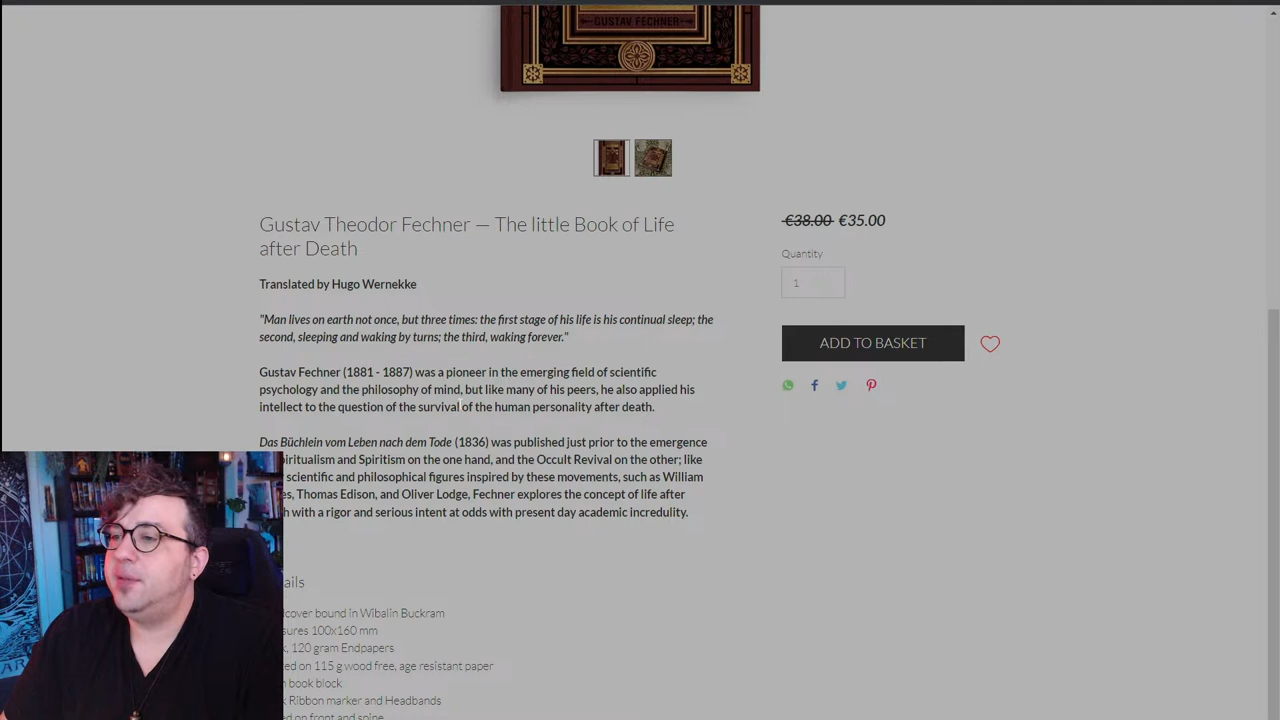 GUSTAV FECHNER
Gustav Theodor Fechner — The little Book of Life
after Death
€38.00 €35.00
Quantity
1
ADD TO BASKET
Translated by Hugo Wernekke
"Man lives on earth not once, but three times: the first stage of his life is his continual sleep; the
second, sleeping and waking by turns; the third, waking forever."
Gustav Fechner (1881 - 1887) was a pioneer in the emerging field of scientific
psychology and the philosophy of mind, but like many of his peers, he also applied his
intellect to the question of the survival of the human personality after death.
Das Büchlein vom Leben nach dem Tode (1836) was published just prior to the emergence
and Spiritism on the one hand, and the Occult Revival on the other; like
scientific and philosophical figures inspired by these movements, such as William
Thomas Edison, and Oliver Lodge, Fechner explores the concept of life after
with a rigor and serious intent at odds with present day academic incredulity.
bound in Wibalin Buckram
100x160 mm
120 gram Endpapers
on 115 g wood free, age resistant paper
book block
Ribbon marker and Headbands
on front and spine